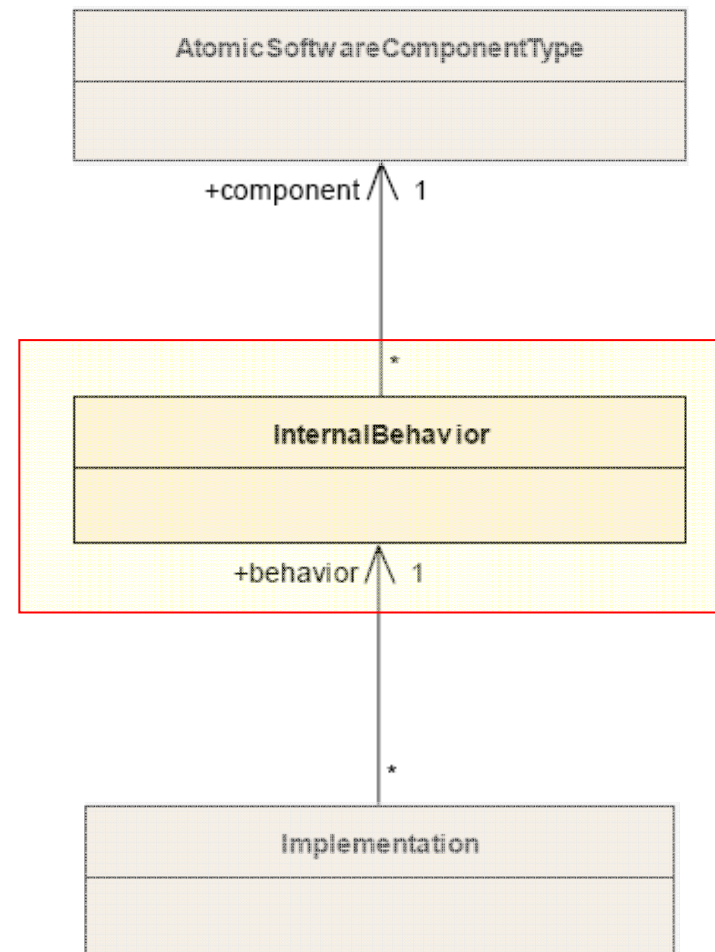 AtomicSoftwareComponentType
+component 1
*
InternalBehavior
+behavior 1
*
Implementation